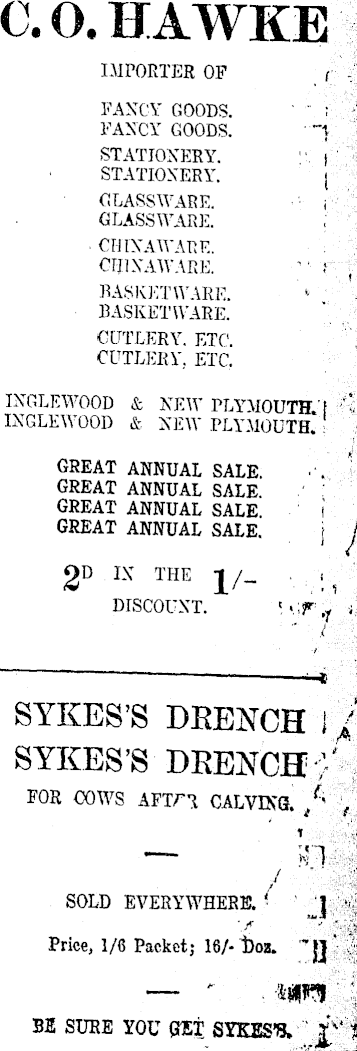 C. O. HAWKE
IMPORTER OF
FANCY GOODS.
FANCY GOODS.
STATIONERY.
STATIONERY.
GLASSWARE.
GLASSWARE.
CHINAWARE.
CHINAWARE.
BASKETWARE.
BASKETWARE.
CUTLERY. ETC.
CUTLERY, ETC.
INGLEWOOD & NEW PLYMOUTH.
INGLEWOOD & NEW PLYMOUTH.
GREAT ANNUAL SALE.
GREAT ANNUAL SALE.
GREAT ANNUAL SALE.
GREAT ANNUAL SALE.
2D IN THE 1/-
DISCOUNT.
SYKES'S DRENCH
SYKES'S DRENCH
FOR COWS AFTER CALVING.
SOLD EVERYWHERE.
Price, 1/6 Packet; 16/- Doz.
BE SURE YOU GET SYKES'S.